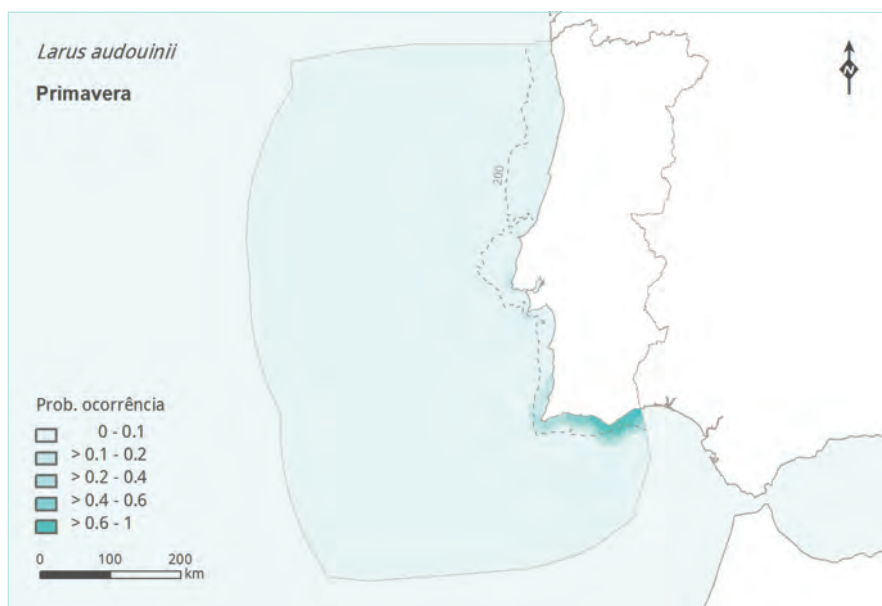 Larus audouinii
Primavera
N
200
Prob. ocorrência
0 - 0.1
> 0.1 - 0.2
> 0.2 - 0.4
> 0.4 - 0.6
> 0.6 - 1
0 100 200
km